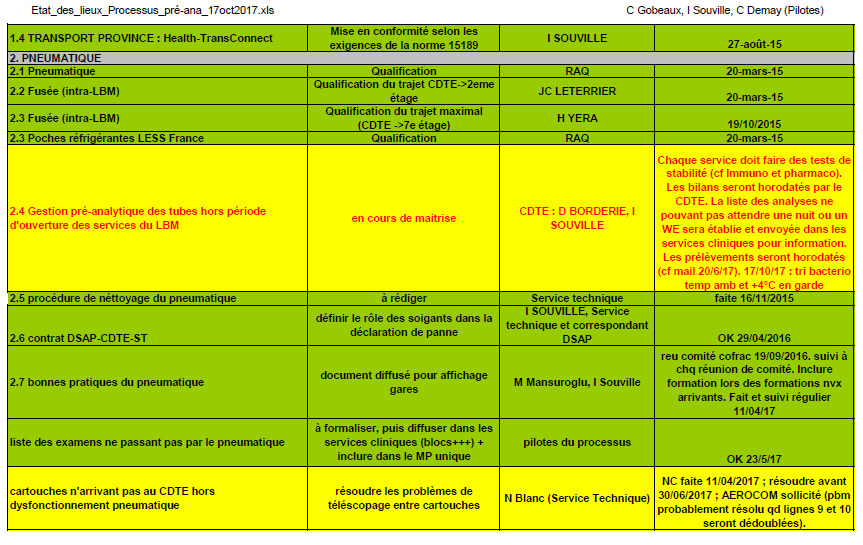 Etat_des_lieux_Processus_pré-ana_17oct2017.xls
C Gobeaux, I Souville, C Demay (Pilotes)
1.4 TRANSPORT PROVINCE : Health-TransConnect
Mise en conformité selon les
exigences de la norme 15189
I SOUVILLE
27-août-15
2. PNEUMATIQUE
2.1 Pneumatique
Qualification
RAQ
20-mars-15
2.2 Fusée (intra-LBM)
Qualification du trajet CDTE->2eme
étage
JC LETERRIER
20-mars-15
2.3 Fusée (intra-LBM)
Qualification du trajet maximal
(CDTE ->7e étage)
H YERA
19/10/2015
2.3 Poches réfrigérantes LESS France
Qualification
RAQ
20-mars-15
2.4 Gestion pré-analytique des tubes hors période
d'ouverture des services du LBM
en cours de maitrise
CDTE : D BORDERIE, I
SOUVILLE
Chaque service doit faire des tests de
stabilité (cf Immuno et pharmaco).
Les bilans seront horodatés par le
CDTE. La liste des analyses ne
pouvant pas attendre une nuit ou un
WE sera établie et envoyée dans les
services cliniques pour information.
Les prélèvements seront horodatés
(cf mail 20/6/17). 17/10/17 : tri bacterio
temp amb et +4°C en garde
2.5 procédure de néttoyage du pneumatique
à rédiger
Service technique
faite 16/11/2015
2.6 contrat DSAP-CDTE-ST
définir le rôle des soigants dans la
déclaration de panne
I SOUVILLE, Service
technique et correspondant
DSAP
OK 29/04/2016
2.7 bonnes pratiques du pneumatique
document diffusé pour affichage
gares
M Mansuroglu, I Souville
reu comité cofrac 19/09/2016. suivi à
chq réunion de comité. Inclure
formation lors des formations nvx
arrivants. Fait et suivi régulier
11/04/17
liste des examens ne passant pas par le pneumatique
à formaliser, puis diffuser dans les
services cliniques (blocs+++) +
inclure dans le MP unique
pilotes du processus
OK 23/5/17
cartouches n'arrivant pas au CDTE hors
dysfonctionnement pneumatique
résoudre les problèmes de
téléscopage entre cartouches
N Blanc (Service Technique)
NC faite 11/04/2017 ; résoudre avant
30/06/2017 ; AEROCOM sollicité (pbm
probablement résolu qd lignes 9 et 10
seront dédoublées).